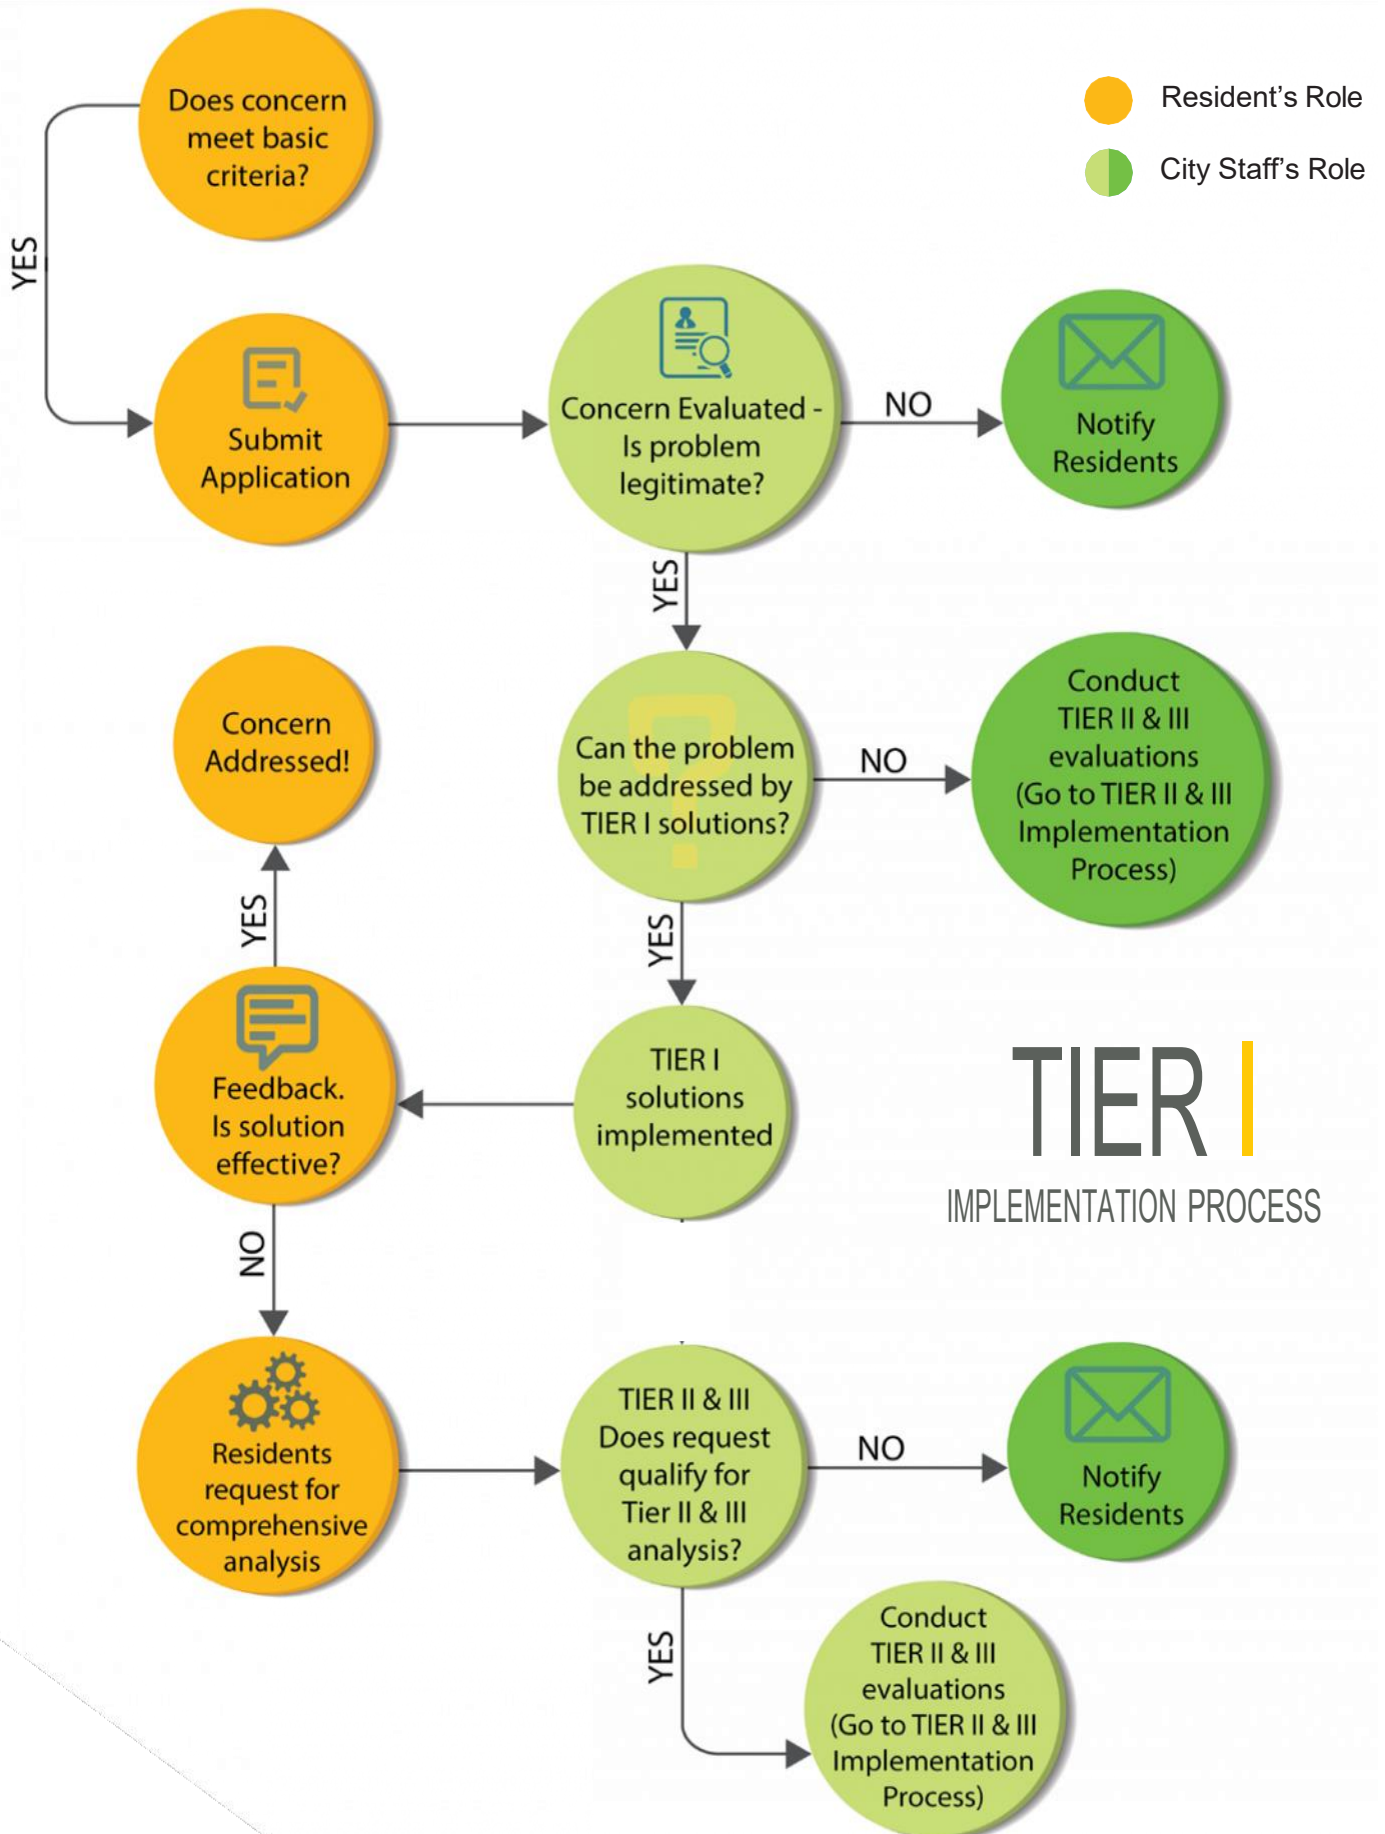 Does concern
meet basic
criteria?
Resident's Role
City Staff's Role
YES
Submit
Application
Concern Evaluated -
Is problem
legitimate?
NO
Notify
Residents
YES
Concern
Addressed!
Can the problem
be addressed by
TIER I solutions?
NO
Conduct
TIER II & III
evaluations
(Go to TIER II & III
Implementation
Process)
YES
YES
Feedback.
Is solution
effective?
TIER I
solutions
implemented
TIER I
IMPLEMENTATION PROCESS
NO
Residents
request for
comprehensive
analysis
TIER II & III
Does request
qualify for
Tier II & III
analysis?
NO
Notify
Residents
YES
Conduct
TIER II & III
evaluations
(Go to TIER II & III
Implementation
Process)